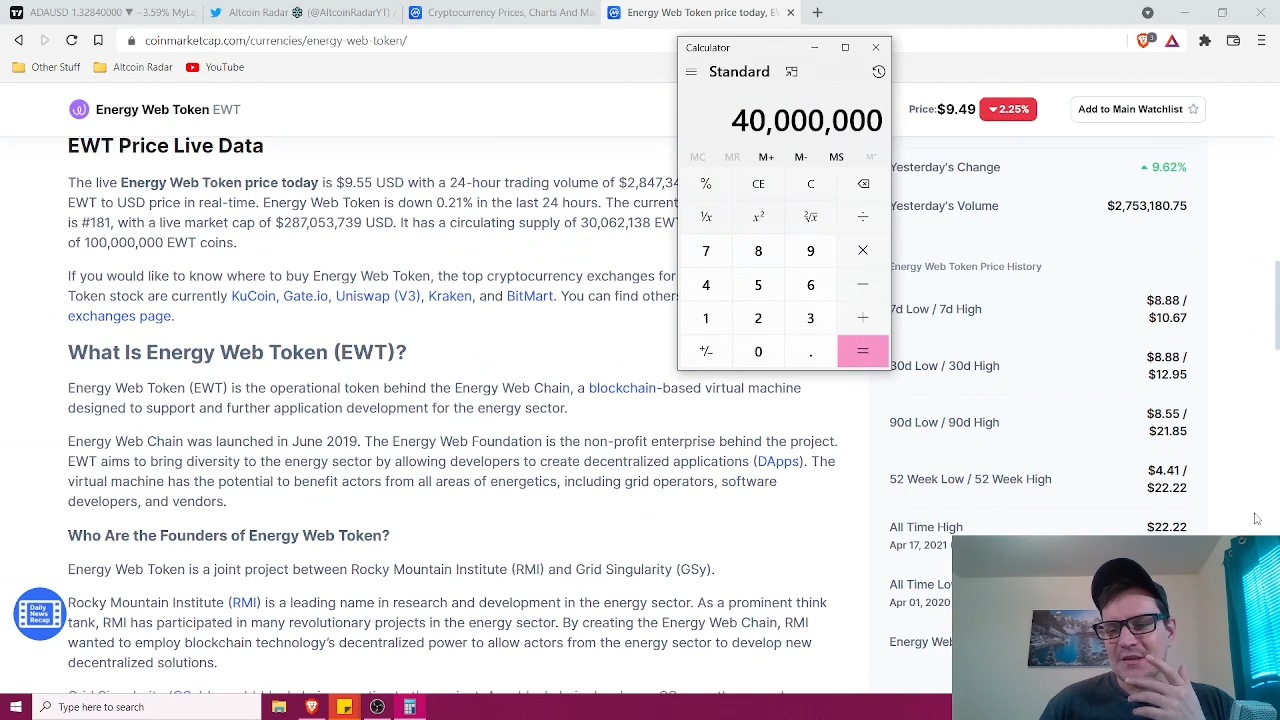 ADAUSD 1.32840000 ▼ −3.59% MyLa
Altcoin Radar (@AltcoinRadarYT) /
Cryptocurrency Prices, Charts And Mar
Energy Web Token price today, E
coinmarketcap.com/currencies/energy-web-token/
3
Other Stuff
Altcoin Radar
YouTube
Energy Web Token EWT
Price: $9.49
2.25%
Add to Main Watchlist
EWT Price Live Data
The live Energy Web Token price today is $9.55 USD with a 24-hour trading volume of $2,847,34
EWT to USD price in real-time. Energy Web Token is down 0.21% in the last 24 hours. The current
is #181, with a live market cap of $287,053,739 USD. It has a circulating supply of 30,062,138 EWT
of 100,000,000 EWT coins.
If you would like to know where to buy Energy Web Token, the top cryptocurrency exchanges for
Token stock are currently KuCoin, Gate.io, Uniswap (V3), Kraken, and BitMart. You can find others
exchanges page.
What Is Energy Web Token (EWT)?
Energy Web Token (EWT) is the operational token behind the Energy Web Chain, a blockchain-based virtual machine
designed to support and further application development for the energy sector.
Energy Web Chain was launched in June 2019. The Energy Web Foundation is the non-profit enterprise behind the project.
EWT aims to bring diversity to the energy sector by allowing developers to create decentralized applications (DApps). The
virtual machine has the potential to benefit actors from all areas of energetics, including grid operators, software
developers, and vendors.
Who Are the Founders of Energy Web Token?
Energy Web Token is a joint project between Rocky Mountain Institute (RMI) and Grid Singularity (GSy).
Rocky Mountain Institute (RMI) is a leading name in research and development in the energy sector. As a prominent think
tank, RMI has participated in many revolutionary projects in the energy sector. By creating the Energy Web Chain, RMI
wanted to employ blockchain technology's decentralized power to allow actors from the energy sector to develop new
decentralized solutions.
Daily
News
Recap
Calculator
Standard
40,000,000
MC MR M+ M- MS M˅
% CE C
¹/x x² ²√x ÷
7 8 9 ×
4 5 6 −
1 2 3 +
+/− 0 . =
Yesterday's Change
9.62%
Yesterday's Volume
$2,753,180.75
Energy Web Token Price History
7d Low / 7d High
$8.88 /
$10.67
30d Low / 30d High
$8.88 /
$12.95
90d Low / 90d High
$8.55 /
$21.85
52 Week Low / 52 Week High
$4.41 /
$22.22
All Time High
$22.22
Apr 17, 2021
All Time Lo
Apr 01, 2020
Energy Web
Type here to search